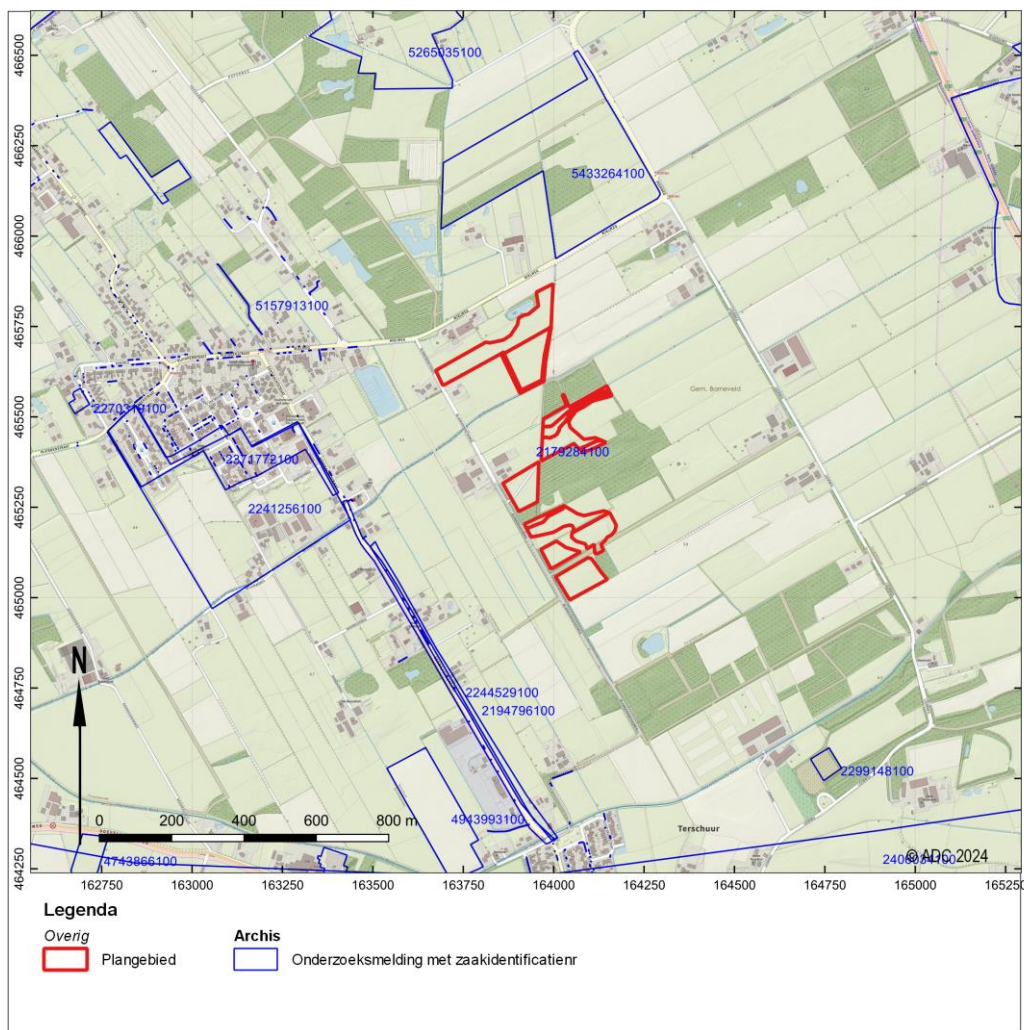 466500
466250
466000
465750
465500
465250
465000
464750
464500
464250
5265035100
5433264100
5157913100
2270319100
2371772100
2241256100
2179284100
Gem. Barneveld
2244529100
2194796100
2299148100
4943993100
4743866100
Terschuur
© ADC 2024
N
0 200 400 600 800 m
162750 163000 163250 163500 163750 164000 164250 164500 164750 165000 165250
Legenda
Overig Archis
Plangebied Onderzoeksmelding met zaakidentificatienr